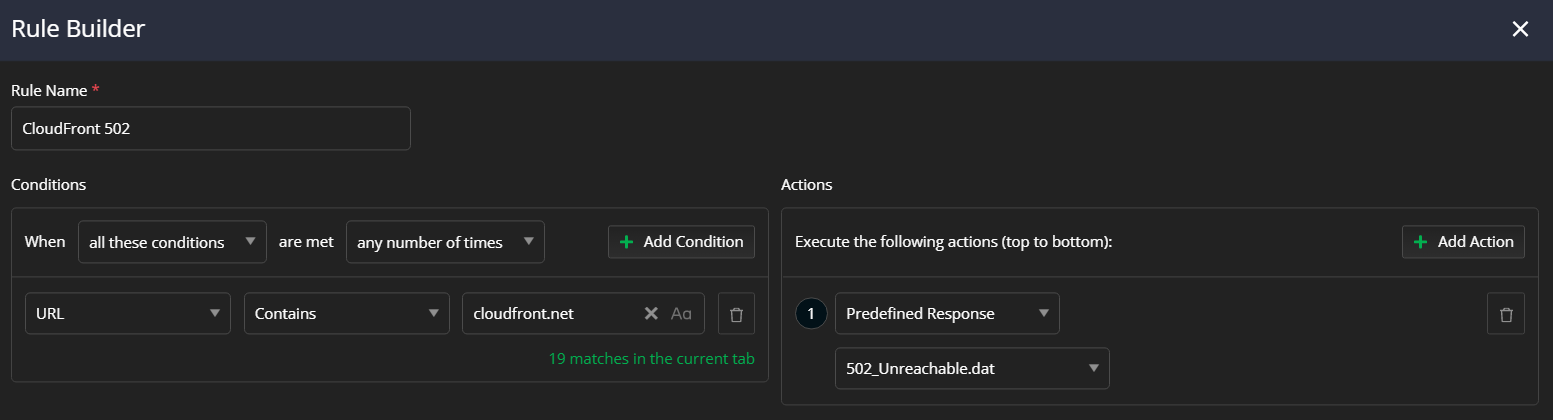 Rule Builder
Rule Name *
CloudFront 502
Conditions
When all these conditions are met any number of times + Add Condition
URL Contains cloudfront.net Aa
19 matches in the current tab
Actions
Execute the following actions (top to bottom): + Add Action
1 Predefined Response
502_Unreachable.dat